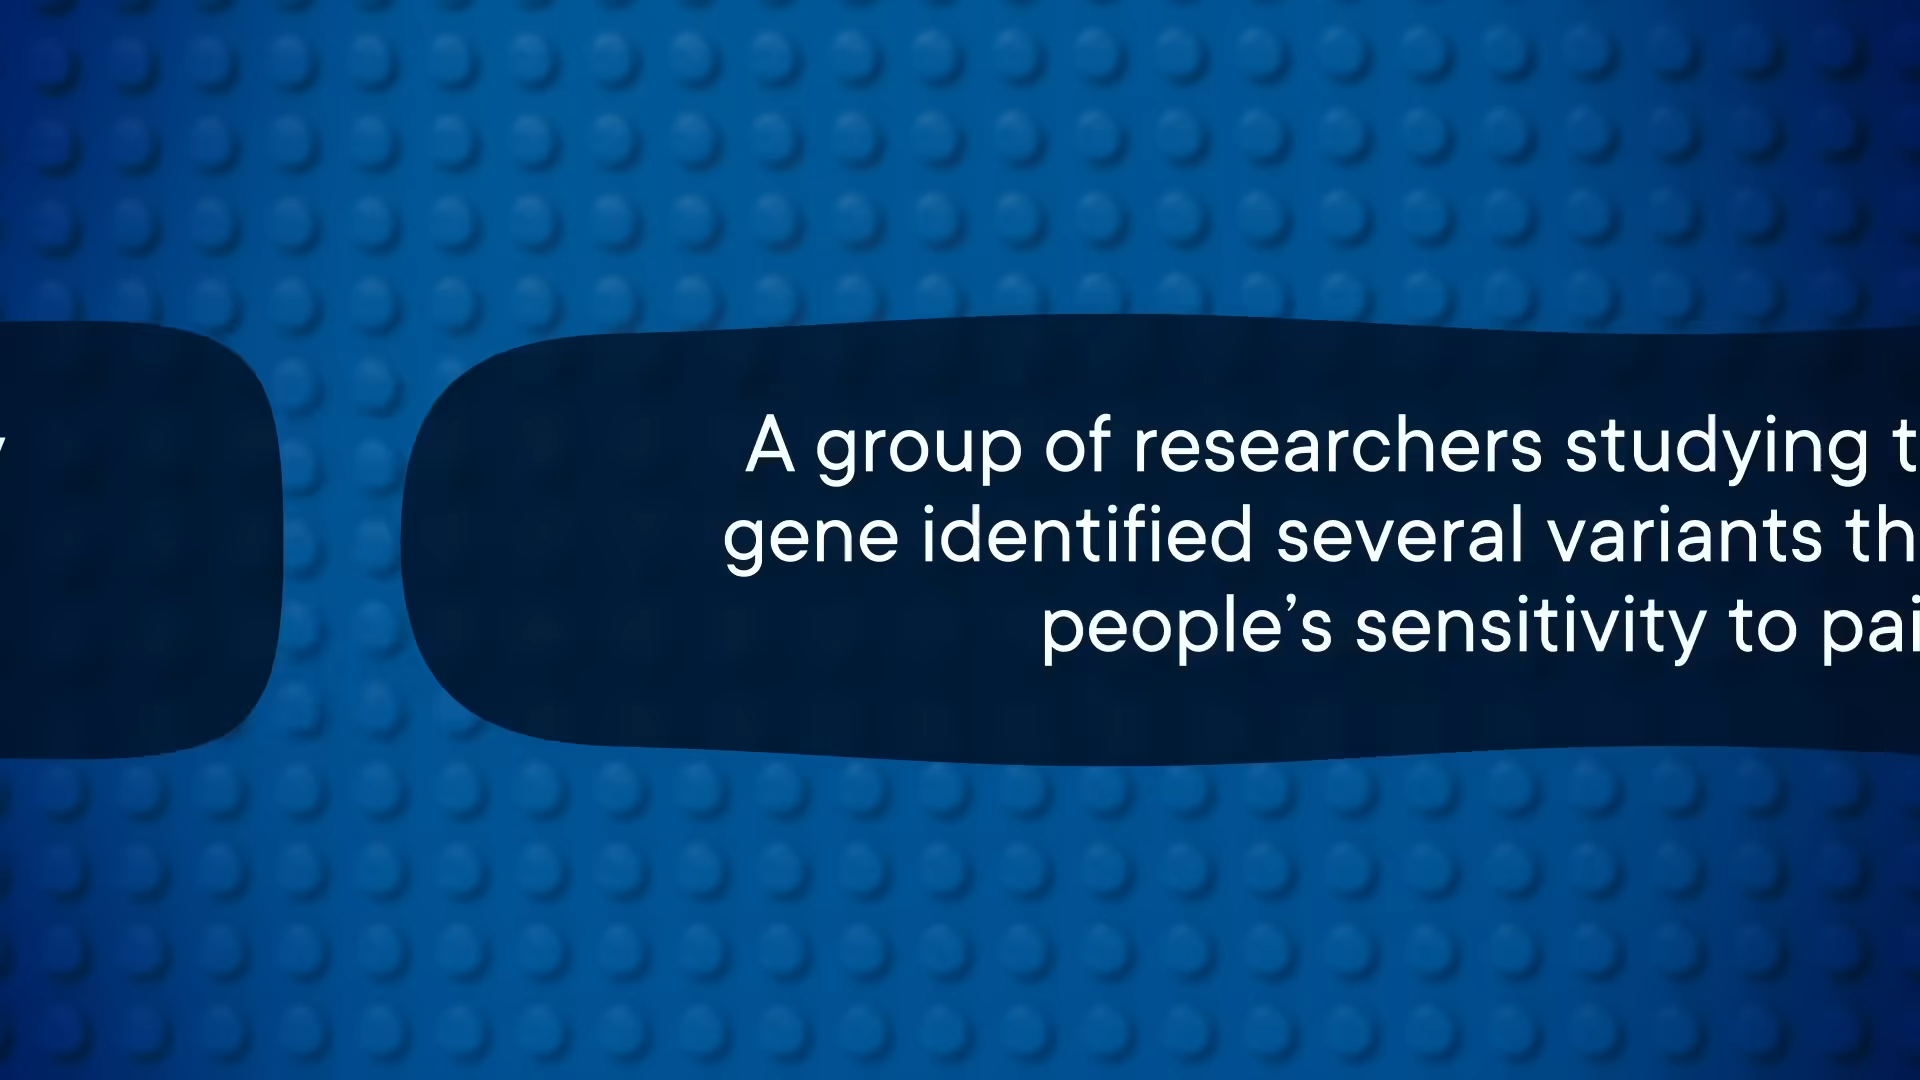 A group of researchers studying
gene identified several variants
people’s sensitivity to